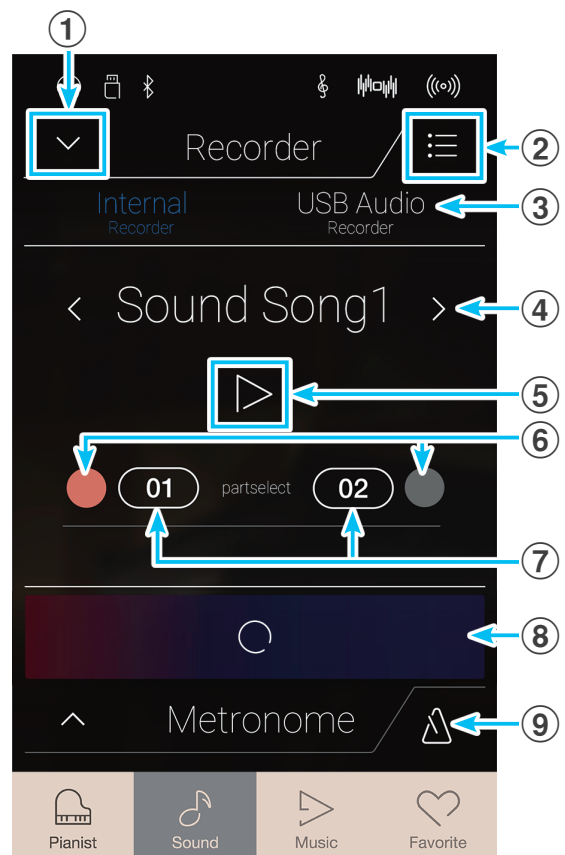 1
Recorder
2
Internal
Recorder
USB Audio
Recorder
3
Sound Song1
4
5
6
01
partselect
02
7
8
Metronome
9
Pianist
Sound
Music
Favorite